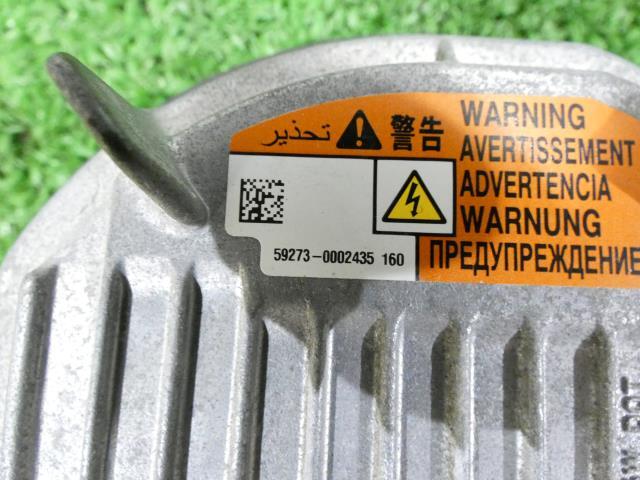 تحذير 警告 WARNING
AVERTISSEMENT
ADVERTENCIA
WARNUNG
ПРЕДУПРЕЖДЕНИЕ
59273-0002435 160